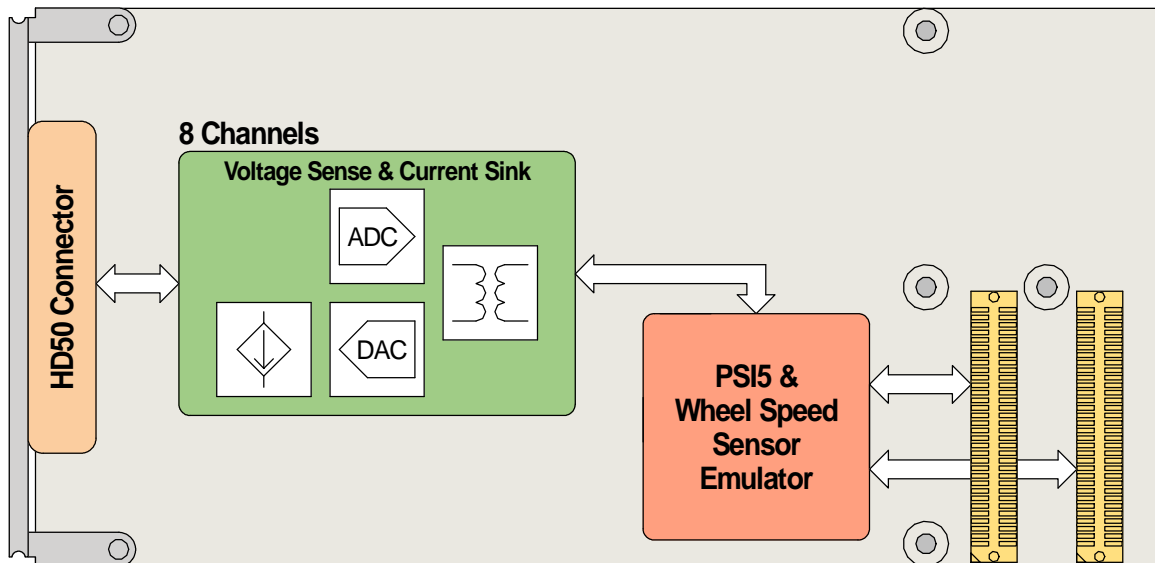 8 Channels
Voltage Sense & Current Sink
HD50 Connector
ADC
DAC
PSI5 &
Wheel Speed
Sensor
Emulator